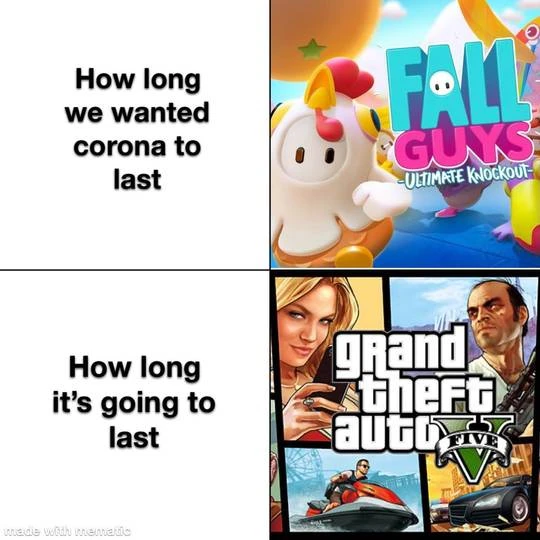 How long
we wanted
corona to
last
FALL
GUYS
-ULTIMATE KNOCKOUT-
How long
it's going to
last
grand
theft
auto
FIVE
V
made with mematic